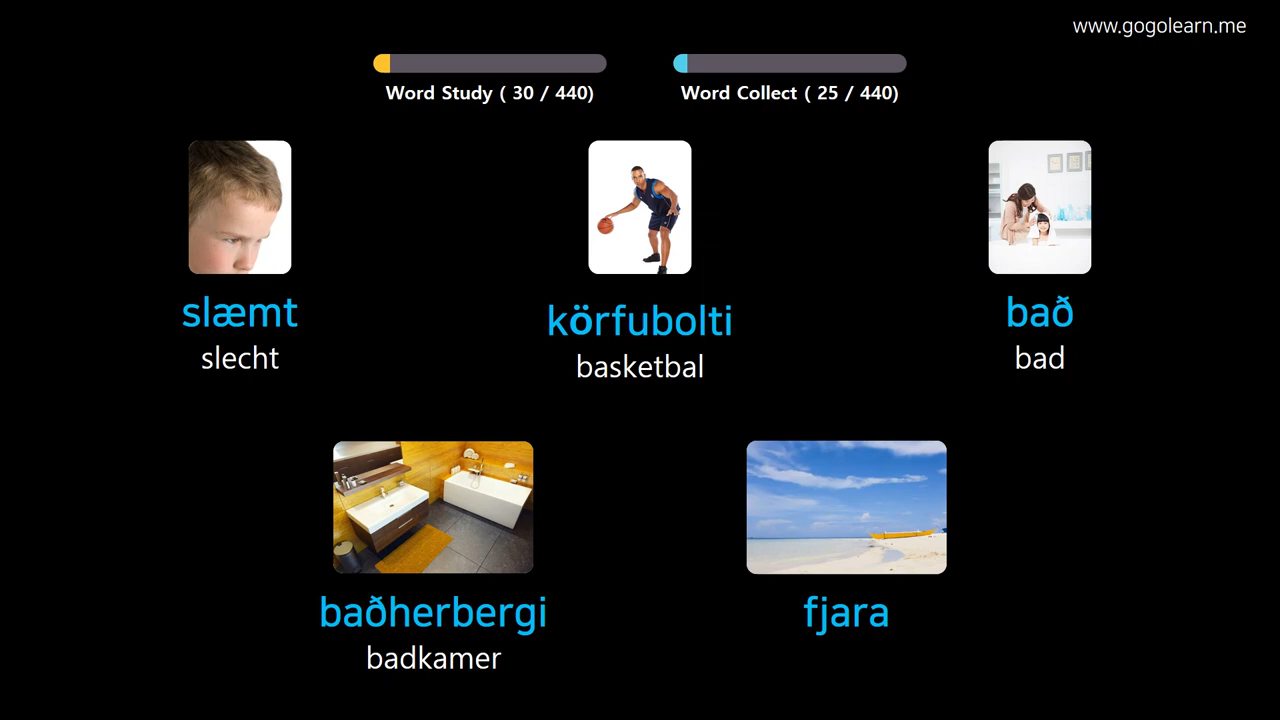 www.gogolearn.me
Word Study ( 30 / 440)
Word Collect ( 25 / 440)
slæmt
slecht
körfubolti
basketbal
bað
bad
baðherbergi
badkamer
fjara